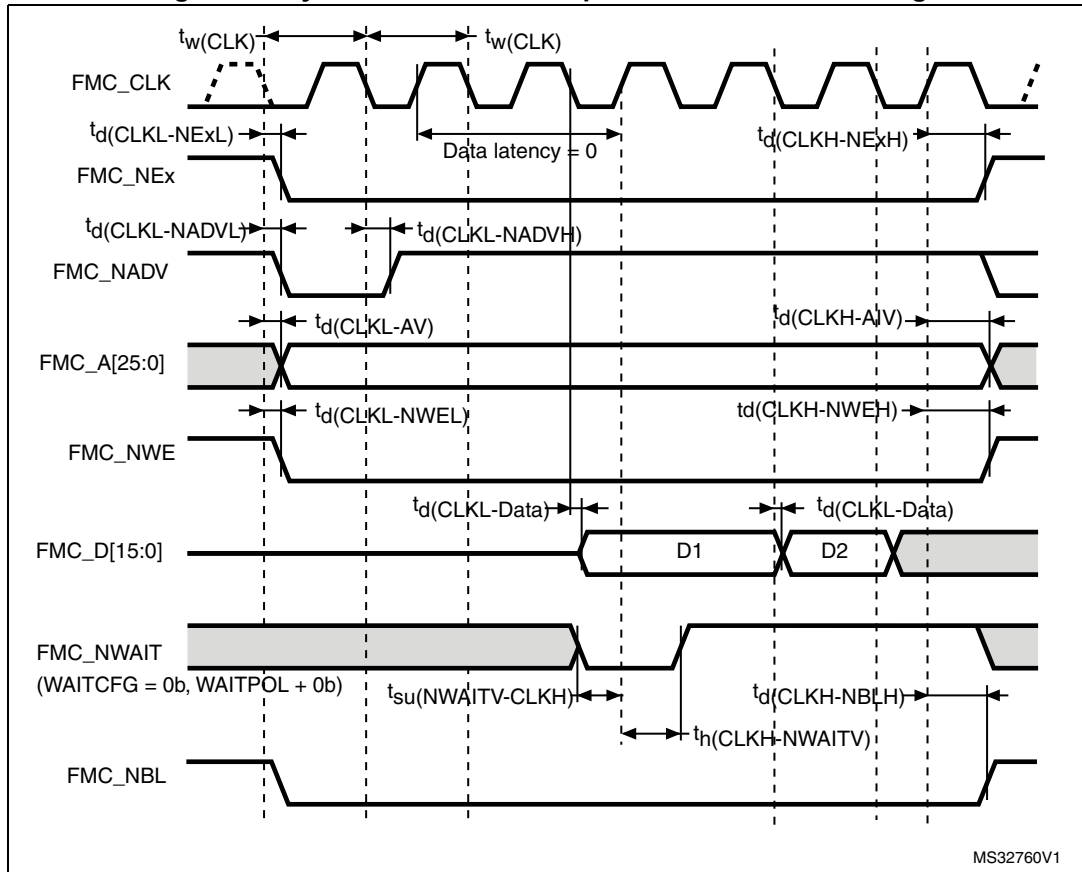 tw(CLK) tw(CLK)
FMC_CLK
td(CLKL-NExL) Data latency = 0 td(CLKH-NExH)
FMC_NEx
td(CLKL-NADVL) td(CLKL-NADVH)
FMC_NADV
td(CLKL-AV) td(CLKH-AIV)
FMC_A[25:0]
td(CLKL-NWEL) td(CLKH-NWEH)
FMC_NWE
td(CLKL-Data) td(CLKL-Data)
FMC_D[15:0] D1 D2
FMC_NWAIT
(WAITCFG = 0b, WAITPOL + 0b)
tsu(NWAITV-CLKH) td(CLKH-NBLH)
th(CLKH-NWAITV)
FMC_NBL
MS32760V1